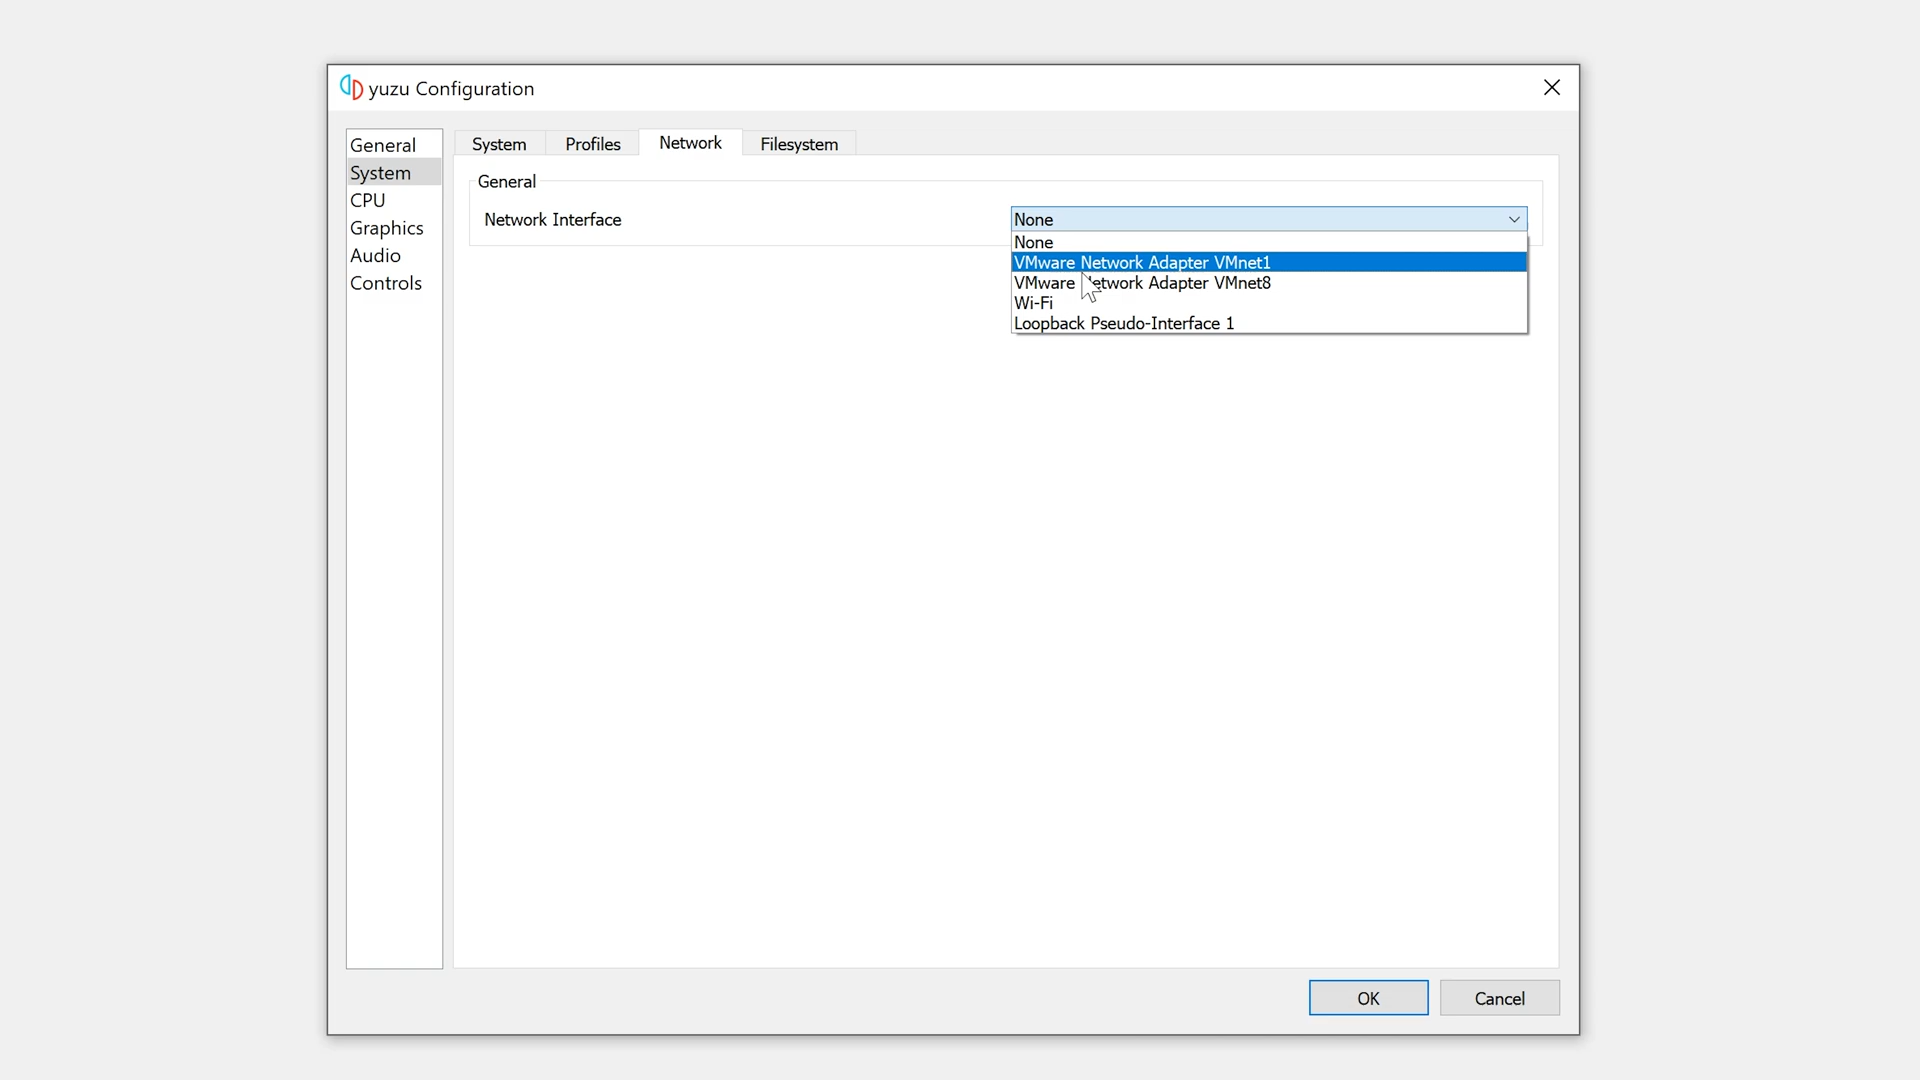 yuzu Configuration
General
System
CPU
Graphics
Audio
Controls
System Profiles Network Filesystem
General
Network Interface
None
None
VMware Network Adapter VMnet1
VMware Network Adapter VMnet8
Wi-Fi
Loopback Pseudo-Interface 1
OK Cancel